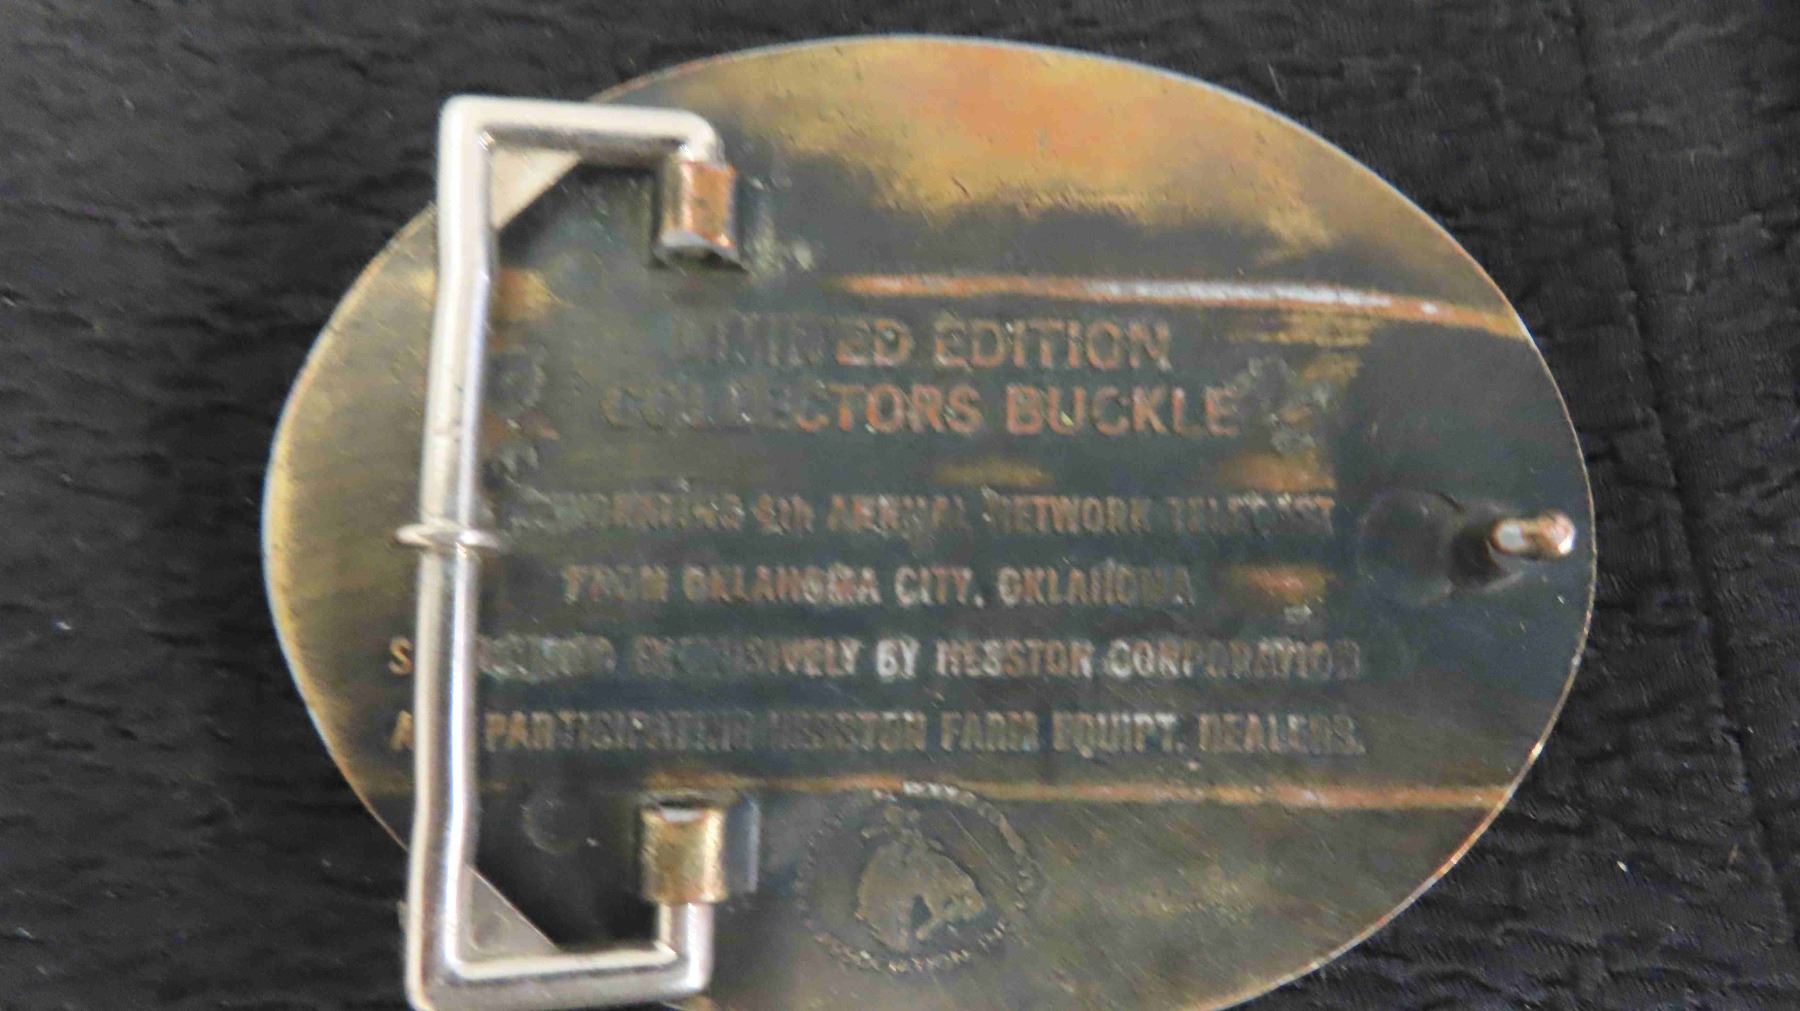 LIMITED EDITION
COLLECTORS BUCKLE
4th ANNUAL NETWORK TELECAST
FROM OKLAHOMA CITY, OKLAHOMA
EXCLUSIVELY BY HESSTON CORPORATION
PARTICIPATING HESSTON FARM EQUIPT. DEALERS.